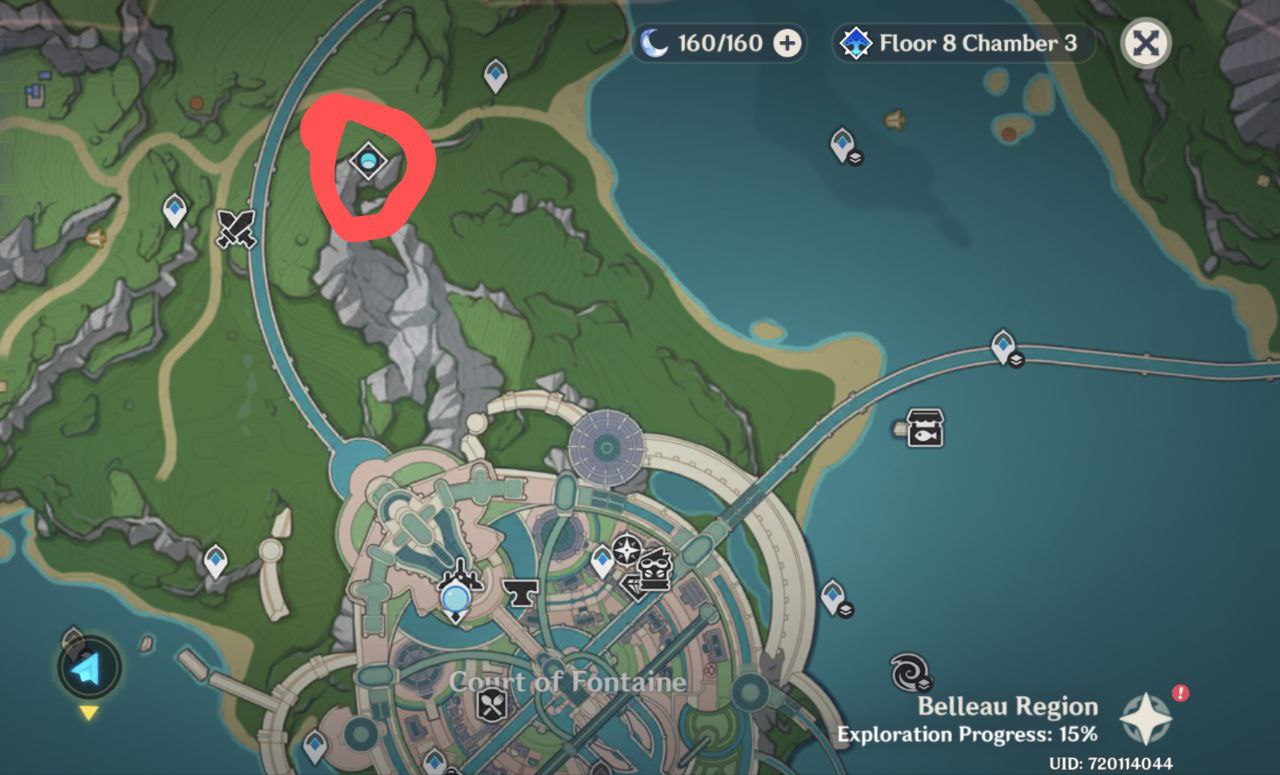 160/160
Floor 8 Chamber 3
Court of Fontaine
Belleau Region
Exploration Progress: 15%
UID: 720114044